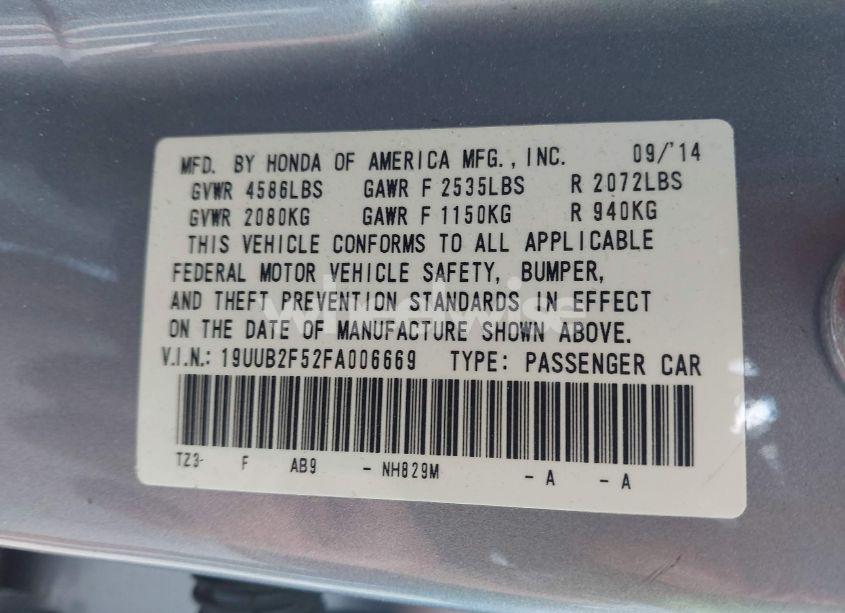 MFD. BY HONDA OF AMERICA MFG., INC. 09/'14
GVWR 4586LBS GAWR F 2535LBS R 2072LBS
GVWR 2080KG GAWR F 1150KG R 940KG
THIS VEHICLE CONFORMS TO ALL APPLICABLE
FEDERAL MOTOR VEHICLE SAFETY, BUMPER,
AND THEFT PREVENTION STANDARDS IN EFFECT
wheelwise
ON THE DATE OF MANUFACTURE SHOWN ABOVE.
V.I.N.: 19UUB2F52FA006669 TYPE: PASSENGER CAR
TZ3- F AB9 - NH829M - A - A